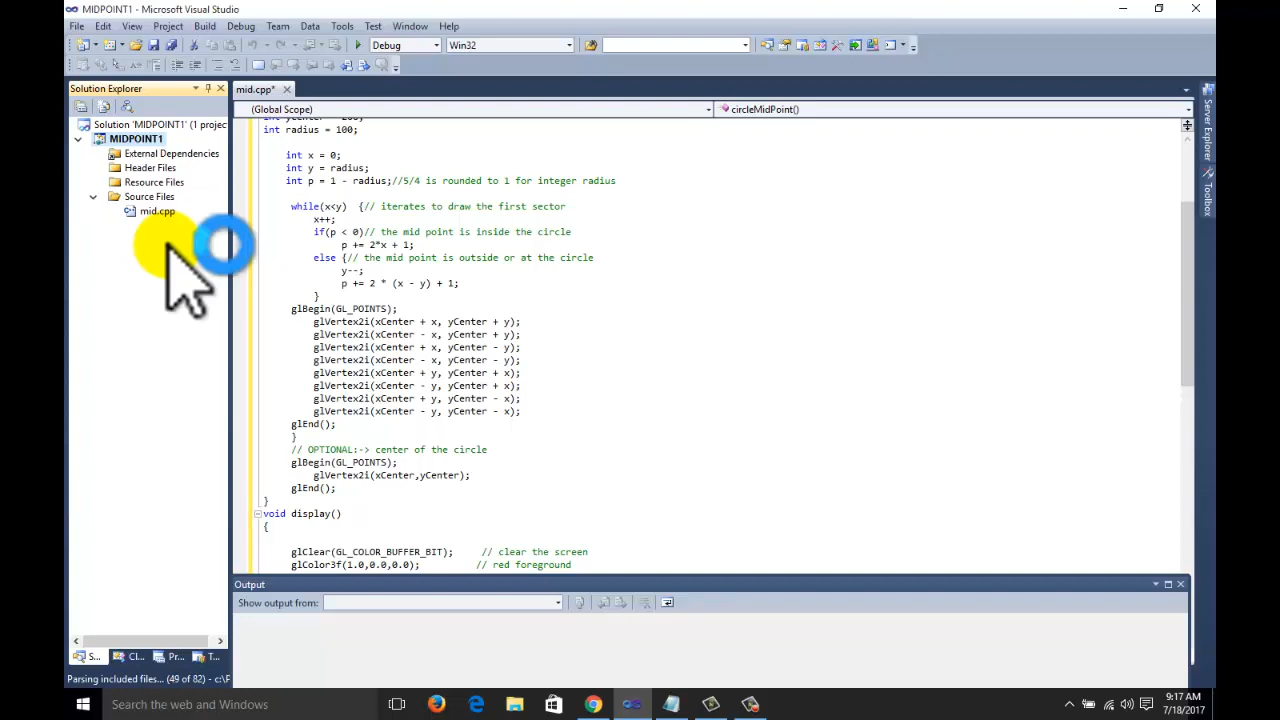 MIDPOINT1 - Microsoft Visual Studio
File Edit View Project Build Debug Team Data Tools Test Window Help
Debug Win32
Solution Explorer
mid.cpp*
(Global Scope) circleMidPoint()
Solution 'MIDPOINT1' (1 projec
MIDPOINT1
External Dependencies
Header Files
Resource Files
Source Files
mid.cpp
int radius = 100;
int x = 0;
int y = radius;
int p = 1 - radius;//5/4 is rounded to 1 for integer radius
while(x<y) {// iterates to draw the first sector
x++;
if(p < 0)// the mid point is inside the circle
p += 2*x + 1;
else {// the mid point is outside or at the circle
y--;
p += 2 * (x - y) + 1;
}
glBegin(GL_POINTS);
glVertex2i(xCenter + x, yCenter + y);
glVertex2i(xCenter - x, yCenter + y);
glVertex2i(xCenter + x, yCenter - y);
glVertex2i(xCenter - x, yCenter - y);
glVertex2i(xCenter + y, yCenter + x);
glVertex2i(xCenter - y, yCenter + x);
glVertex2i(xCenter + y, yCenter - x);
glVertex2i(xCenter - y, yCenter - x);
glEnd();
}
// OPTIONAL:-> center of the circle
glBegin(GL_POINTS);
glVertex2i(xCenter,yCenter);
glEnd();
}
void display()
{
glClear(GL_COLOR_BUFFER_BIT); // clear the screen
glColor3f(1.0,0.0,0.0); // red foreground
Server Explorer
Toolbox
Output
Show output from:
S... Cl... Pr... T...
Parsing included files... (49 of 82) - c:\F
Search the web and Windows
9:17 AM
7/18/2017